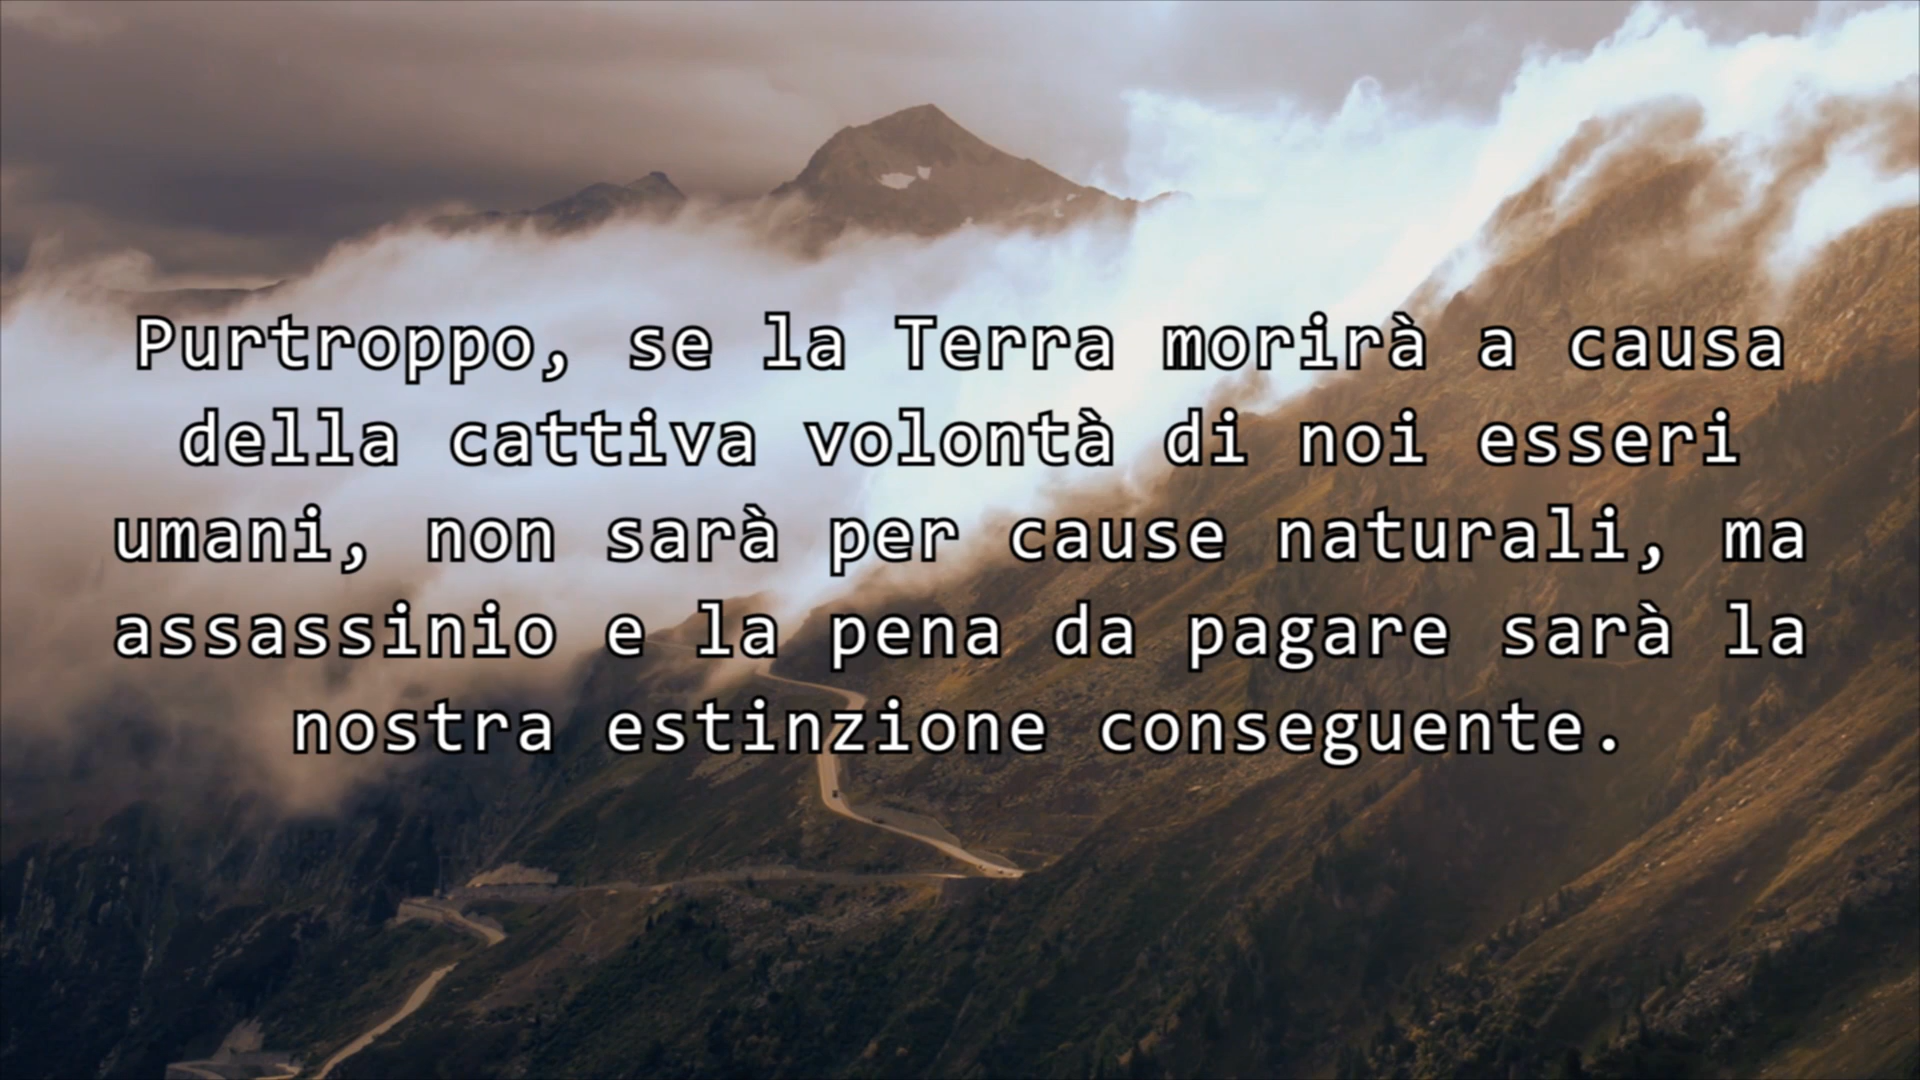 Purtroppo, se la Terra morirà a causa
della cattiva volontà di noi esseri
umani, non sarà per cause naturali, ma
assassinio e la pena da pagare sarà la
nostra estinzione conseguente.